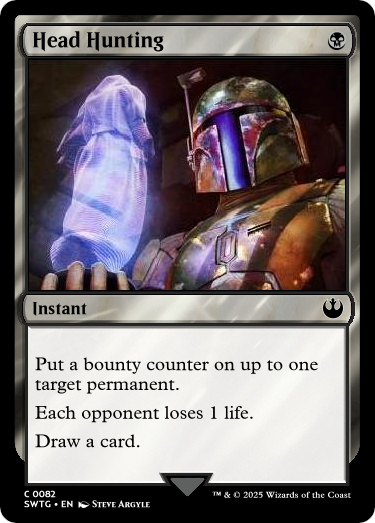 Head Hunting
Instant
Put a bounty counter on up to one
target permanent.
Each opponent loses 1 life.
Draw a card.
C 0082
SWTG • EN Steve Argyle
™ & © 2025 Wizards of the Coast